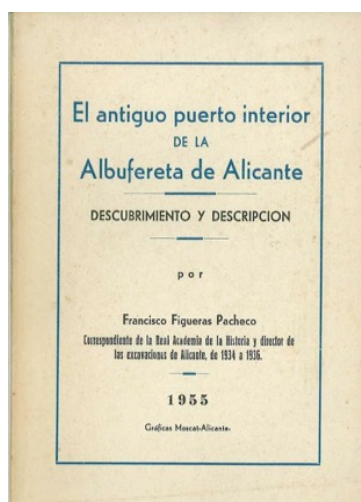 El antiguo puerto interior
DE LA
Albufereta de Alicante
DESCUBRIMIENTO Y DESCRIPCION
por
Francisco Figueras Pacheco
Correspondiente de la Real Academia de la Historia y director de
las excavaciones de Alicante, de 1934 a 1936.
1955
Gráficas Moscat-Alicante.